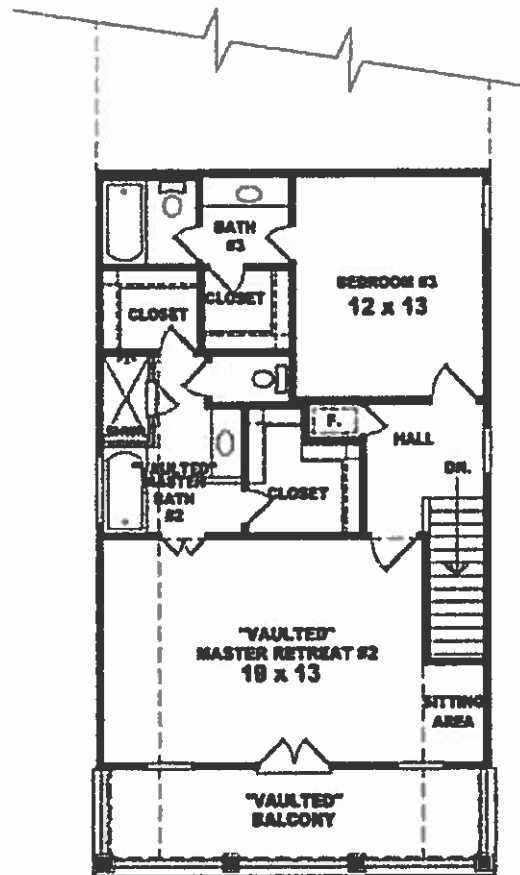 BATH
#3
BEDROOM #3
12 x 13
CLOSET
CLOSET
F.
HALL
DN.
SHWR.
"VAULTED"
MASTER
BATH
#2
CLOSET
"VAULTED"
MASTER RETREAT #2
19 x 13
SITTING
AREA
"VAULTED"
BALCONY